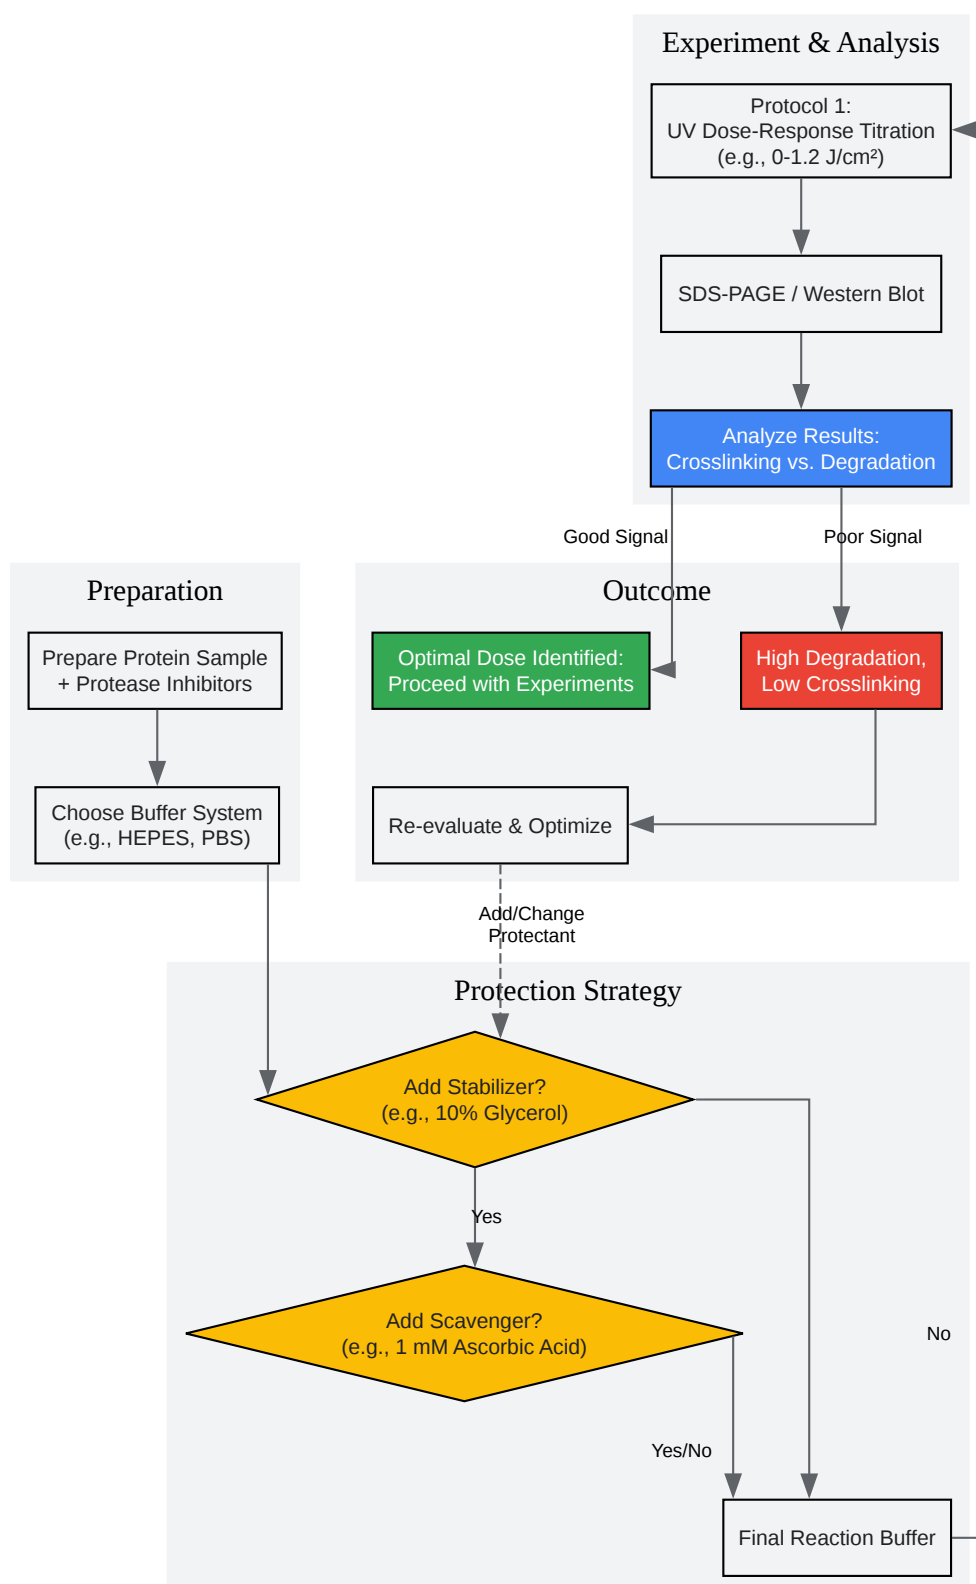 Experiment & Analysis
Protocol 1:
UV Dose-Response Titration
(e.g., 0-1.2 J/cm²)
SDS-PAGE / Western Blot
Analyze Results:
Crosslinking vs. Degradation
Good Signal
Poor Signal
Preparation
Prepare Protein Sample
+ Protease Inhibitors
Choose Buffer System
(e.g., HEPES, PBS)
Outcome
Optimal Dose Identified:
Proceed with Experiments
High Degradation,
Low Crosslinking
Re-evaluate & Optimize
Add/Change
Protectant
Protection Strategy
Add Stabilizer?
(e.g., 10% Glycerol)
Yes
Add Scavenger?
(e.g., 1 mM Ascorbic Acid)
No
Yes/No
Final Reaction Buffer